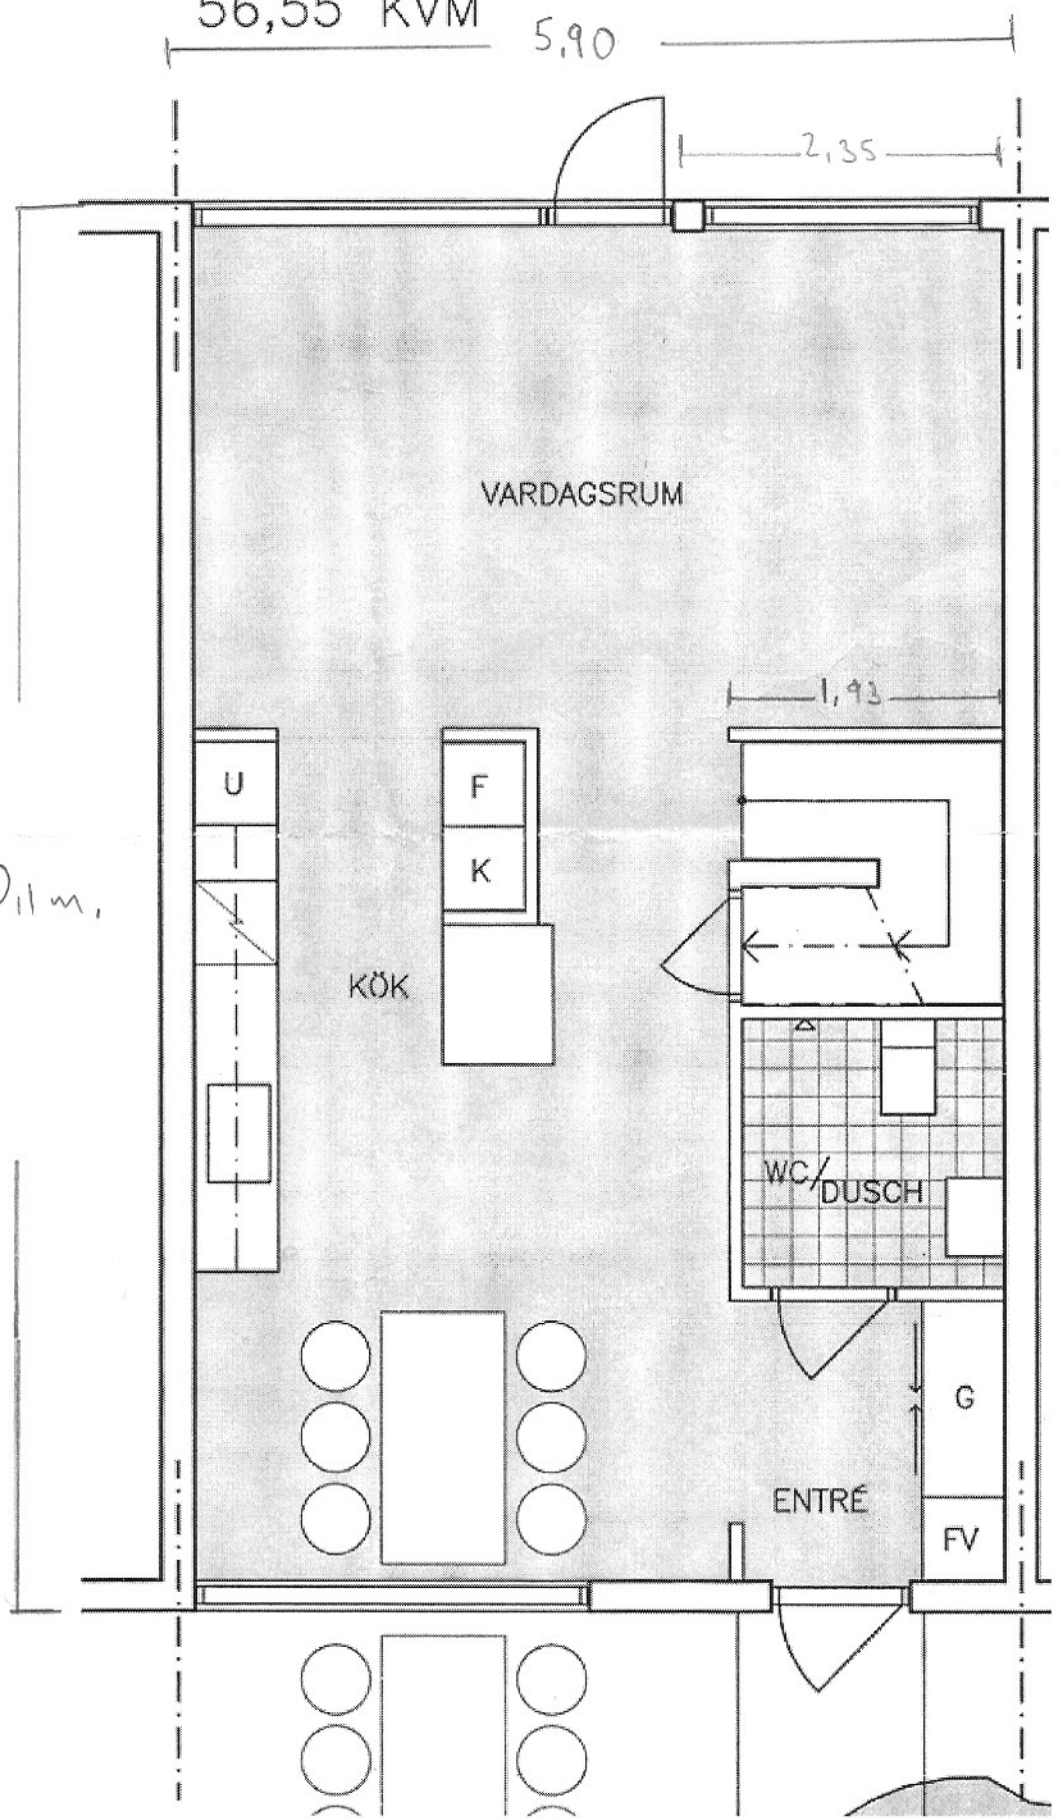 56,55 KVM
5,90
2,35
VARDAGSRUM
1,93
U
F
K
KÖK
WC/
DUSCH
G
ENTRÉ
FV